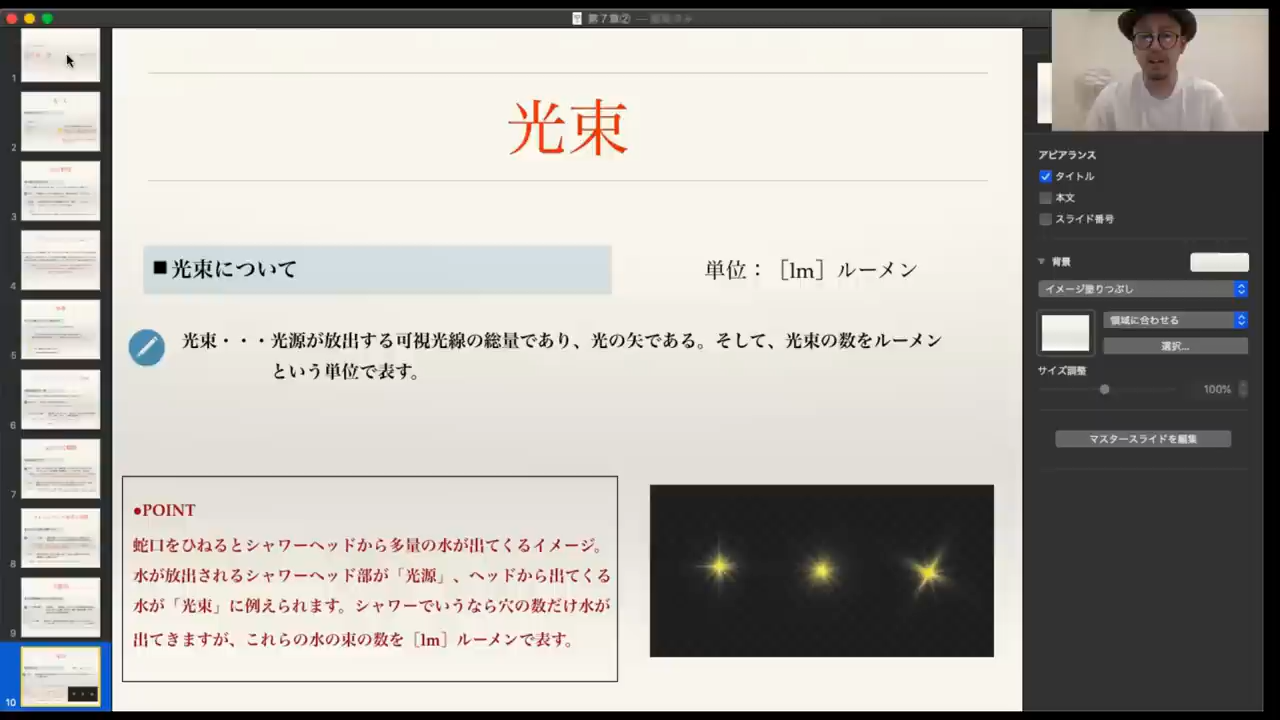 第7章②
光束
■光束について
単位：［lm］ルーメン
光束・・・光源が放出する可視光線の総量であり、光の矢である。そして、光束の数をルーメン
という単位で表す。
●POINT
蛇口をひねるとシャワーヘッドから多量の水が出てくるイメージ。
水が放出されるシャワーヘッド部が「光源」、ヘッドから出てくる
水が「光束」に例えられます。シャワーでいうなら穴の数だけ水が
出てきますが、これらの水の束の数を［lm］ルーメンで表す。
1
2
3
4
5
6
7
8
9
10
アピアランス
タイトル
本文
スライド番号
背景
イメージ塗りつぶし
領域に合わせる
選択...
サイズ調整
100%
マスタースライドを編集